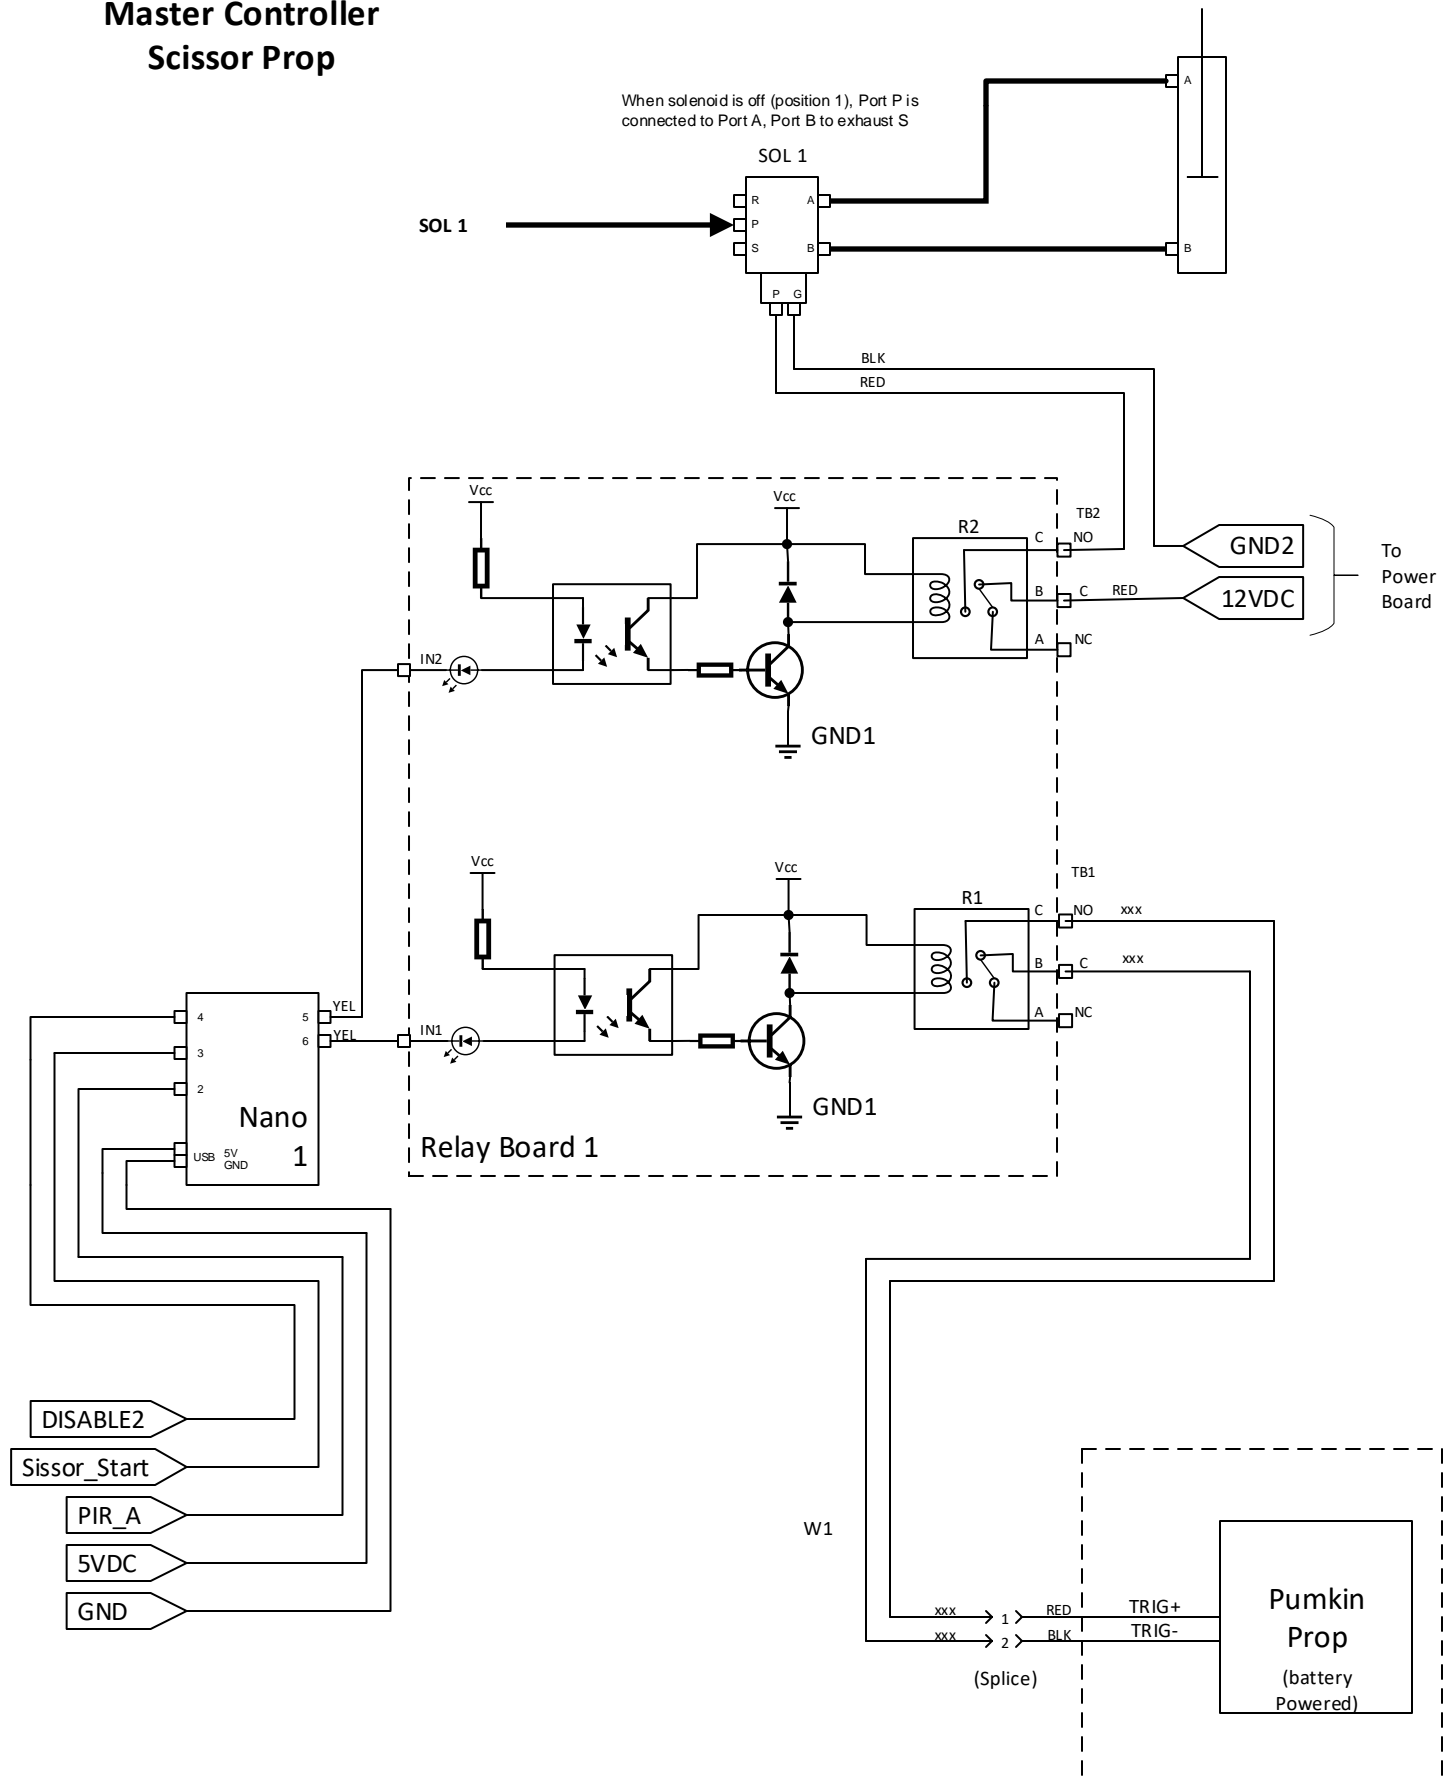 Master Controller
Scissor Prop
When solenoid is off (position 1), Port P is
connected to Port A, Port B to exhaust S
SOL 1
SOL 1
R
P
S
A
B
P G
A
B
BLK
RED
Vcc
Vcc
R2
TB2
C NO
B C RED
A NC
GND2
12VDC
To
Power
Board
IN2
GND1
Vcc
Vcc
R1
TB1
C NO xxx
B C xxx
A NC
IN1
GND1
Relay Board 1
YEL
YEL
4
3
2
5
6
Nano
1
USB 5V
GND
DISABLE2
Sissor_Start
PIR_A
5VDC
GND
W1
xxx 1 RED TRIG+
xxx 2 BLK TRIG-
(Splice)
Pumkin
Prop
(battery
Powered)